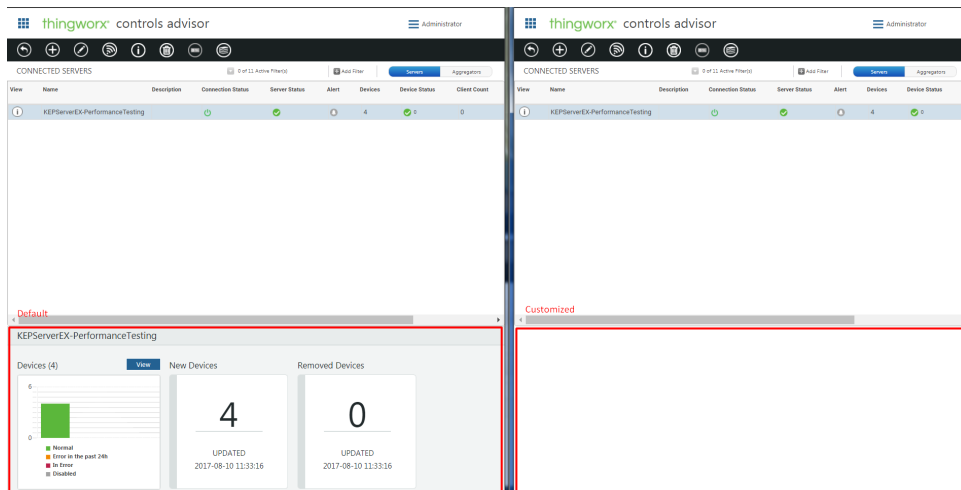 thingworx controls advisor
Administrator
CONNECTED SERVERS
0 of 11 Active Filter(s)
Add Filter
Servers
Aggregators
View Name Description Connection Status Server Status Alert Devices Device Status Client Count
KEPServerEX-PerformanceTesting 4 0 0
Default
KEPServerEX-PerformanceTesting
Devices (4)
View
New Devices
Removed Devices
6
0
Normal
Error in the past 24h
In Error
Disabled
4
UPDATED
2017-08-10 11:33:16
0
UPDATED
2017-08-10 11:33:16
thingworx controls advisor
Administrator
CONNECTED SERVERS
0 of 11 Active Filter(s)
Add Filter
Servers
Aggregators
View Name Description Connection Status Server Status Alert Devices Device Status
KEPServerEX-PerformanceTesting 4 0
Customized